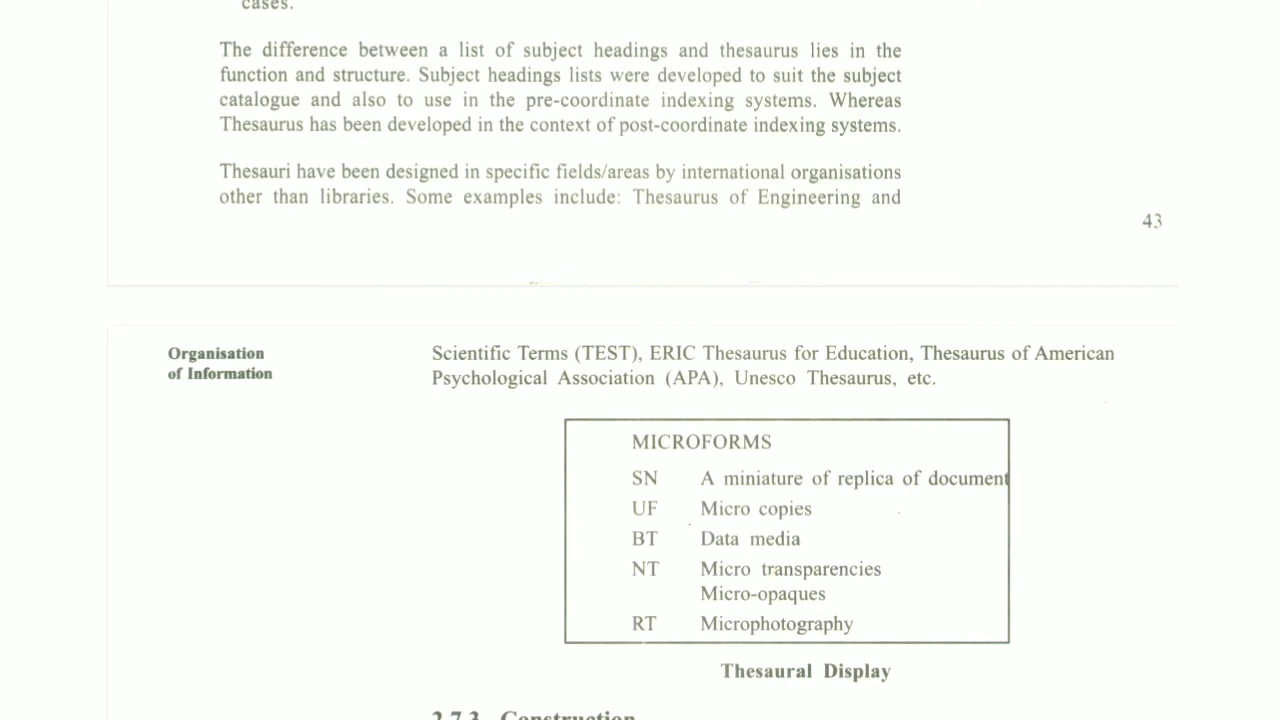 cases.
The difference between a list of subject headings and thesaurus lies in the
function and structure. Subject headings lists were developed to suit the subject
catalogue and also to use in the pre-coordinate indexing systems. Whereas
Thesaurus has been developed in the context of post-coordinate indexing systems.
Thesauri have been designed in specific fields/areas by international organisations
other than libraries. Some examples include: Thesaurus of Engineering and
43
Organisation
of Information
Scientific Terms (TEST), ERIC Thesaurus for Education, Thesaurus of American
Psychological Association (APA), Unesco Thesaurus, etc.
MICROFORMS
SN A miniature of replica of document
UF Micro copies
BT Data media
NT Micro transparencies
Micro-opaques
RT Microphotography
Thesaural Display
2.7.3 Construction